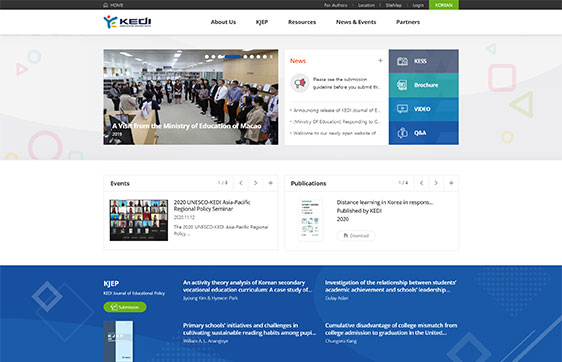 HOME
For Authors
Location
SiteMap
Login
KOREAN
KEDI
About Us
KJEP
Resources
News & Events
Partners
A Visit from the Ministry of Education of Macao
2019
News
+
Please see the submission
guideline before you submit th...
Announcing release of KEDI Journal of E...
(Ministry Of Education) Responding to C...
Welcome to our newly open website of ...
KESS
Brochure
VIDEO
Q&A
Events
1 / 3
2020 UNESCO-KEDI Asia-Pacific
Regional Policy Seminar
2020.11.12
The 2020 UNESCO-KEDI Asia-Pacific Regional
Policy ...
Publications
1 / 4
Distance learning in Korea in respons...
Published by KEDI
2020
Download
KJEP
KEDI Journal of Educational Policy
Submission
An activity theory analysis of Korean secondary
vocational education curriculum: A case study of...
Jiyoung Kim & Hyewon Park
Investigation of the relationship between students'
academic achievement and schools' leadership...
Gulay Aslan
Primary schools' initiatives and challenges in
cultivating sustainable reading habits among pupi...
William A. L. Anangisye
Cumulative disadvantage of college mismatch from
college admission to graduation in the United...
Chungseo Kang